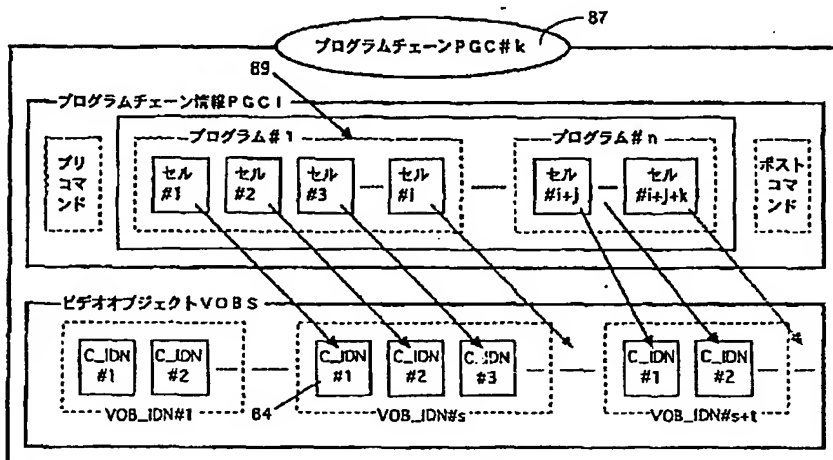 87
プログラムチェーンPGC#k
89
プログラムチェーン情報PGCI
プログラム#1
プログラム#n
プリ
コマ
ンド
セル
#1
セル
#2
セル
#3
セル
#i
セル
#i+j
セル
#i+j+k
ポスト
コマ
ンド
ビデオオブジェクトVOBS
C_IDN
#1
C_IDN
#2
C_IDN
#1
C_IDN
#2
C_IDN
#3
C_IDN
#1
C_IDN
#2
VOB_IDN#1
64
VOB_IDN#s
VOB_IDN#s+t